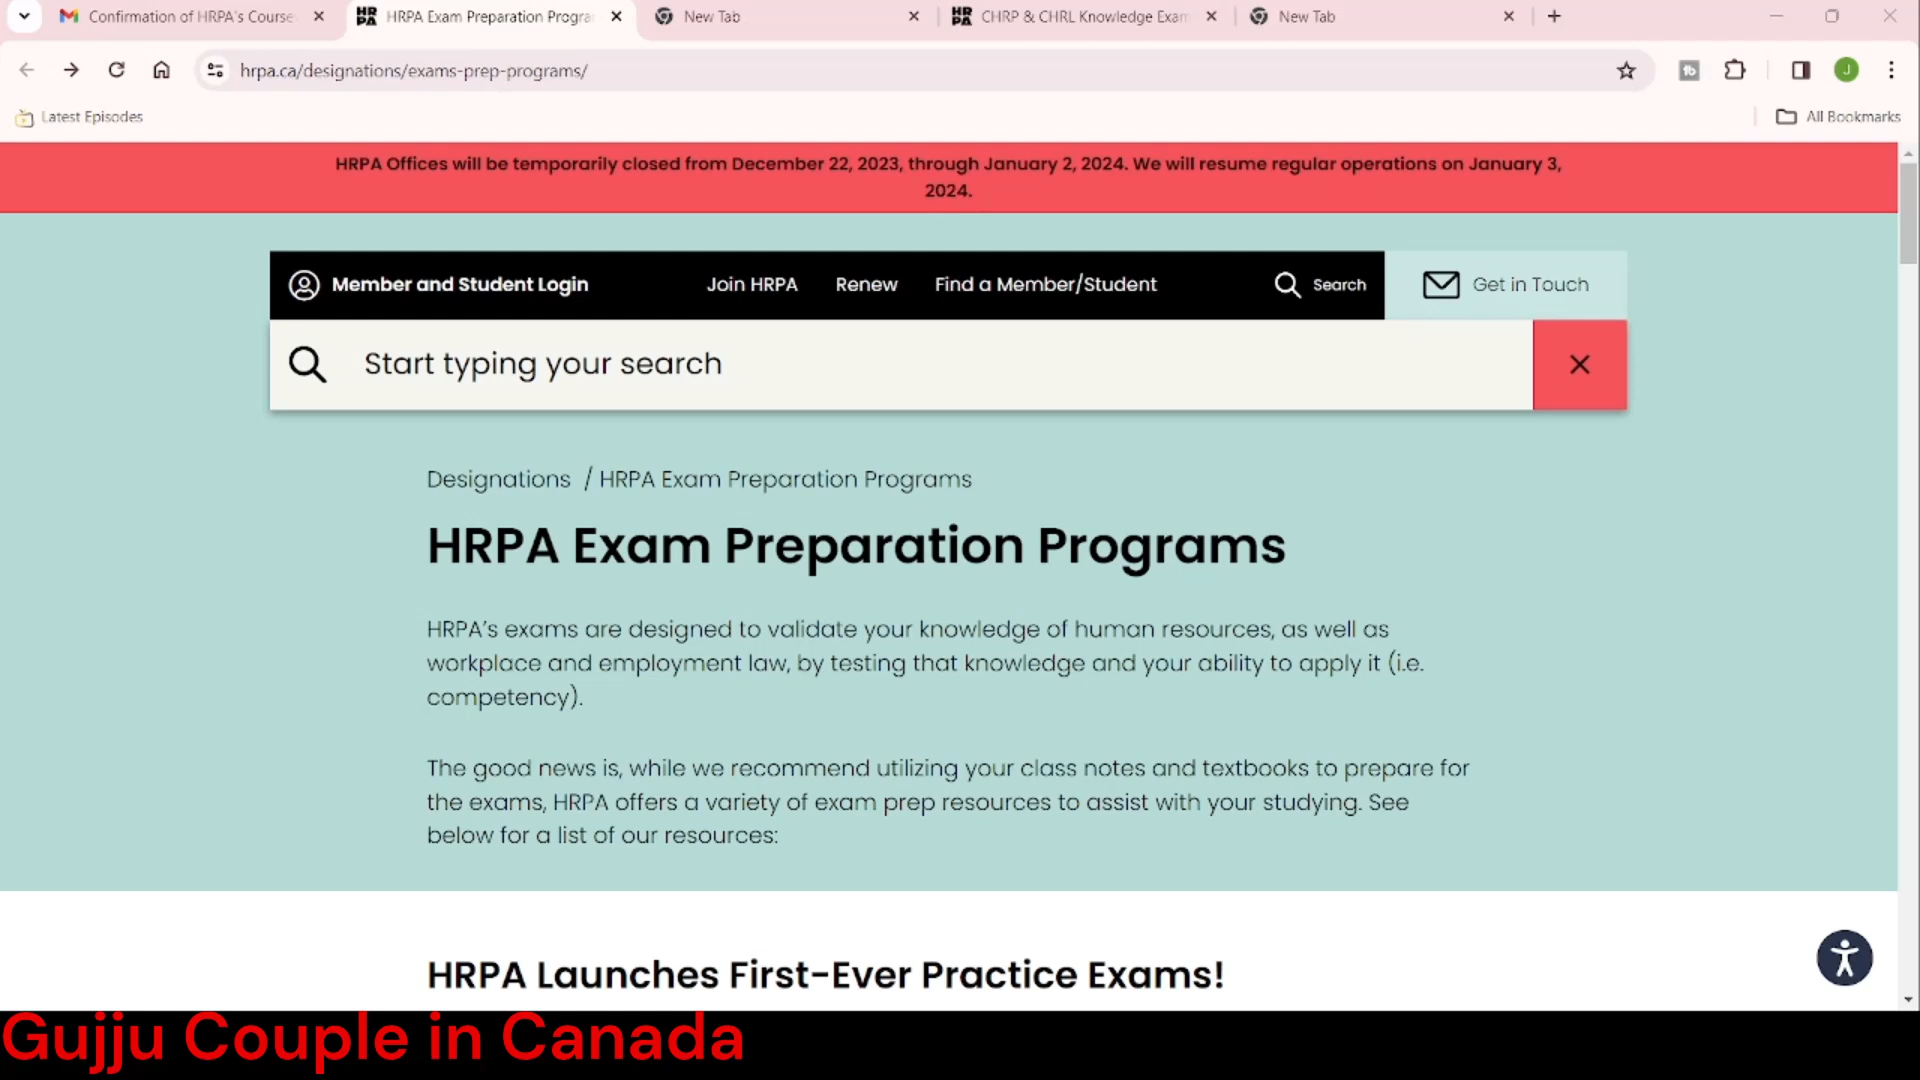 Confirmation of HRPA's Course
HR PA HRPA Exam Preparation Progra
New Tab
HR PA CHRP & CHRL Knowledge Exam
New Tab
hrpa.ca/designations/exams-prep-programs/
J
Latest Episodes
All Bookmarks
HRPA Offices will be temporarily closed from December 22, 2023, through January 2, 2024. We will resume regular operations on January 3,
2024.
Member and Student Login
Join HRPA
Renew
Find a Member/Student
Search
Get in Touch
Start typing your search
Designations / HRPA Exam Preparation Programs
HRPA Exam Preparation Programs
HRPA's exams are designed to validate your knowledge of human resources, as well as
workplace and employment law, by testing that knowledge and your ability to apply it (i.e.
competency).
The good news is, while we recommend utilizing your class notes and textbooks to prepare for
the exams, HRPA offers a variety of exam prep resources to assist with your studying. See
below for a list of our resources:
HRPA Launches First-Ever Practice Exams!
Gujju Couple in Canada